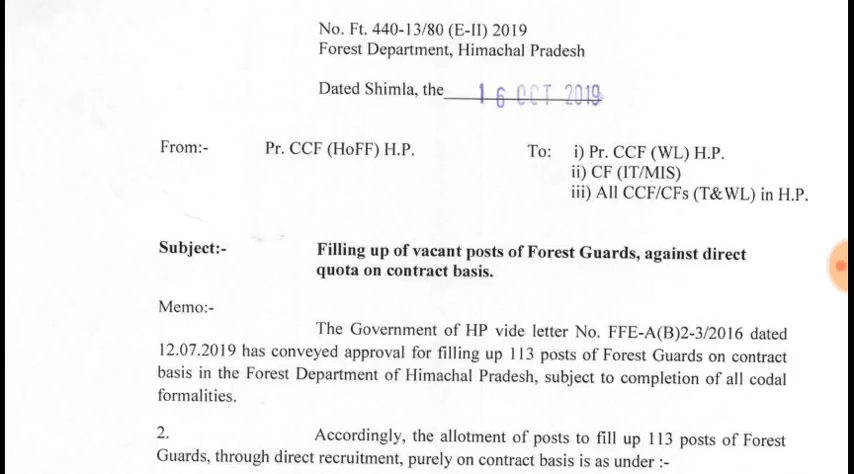 No. Ft. 440-13/80 (E-II) 2019
Forest Department, Himachal Pradesh
Dated Shimla, the 16 OCT 2019
From:- Pr. CCF (HoFF) H.P. To: i) Pr. CCF (WL) H.P.
ii) CF (IT/MIS)
iii) All CCF/CFs (T&WL) in H.P.
Subject:- Filling up of vacant posts of Forest Guards, against direct
quota on contract basis.
Memo:-
The Government of HP vide letter No. FFE-A(B)2-3/2016 dated
12.07.2019 has conveyed approval for filling up 113 posts of Forest Guards on contract
basis in the Forest Department of Himachal Pradesh, subject to completion of all codal
formalities.
2. Accordingly, the allotment of posts to fill up 113 posts of Forest
Guards, through direct recruitment, purely on contract basis is as under :-